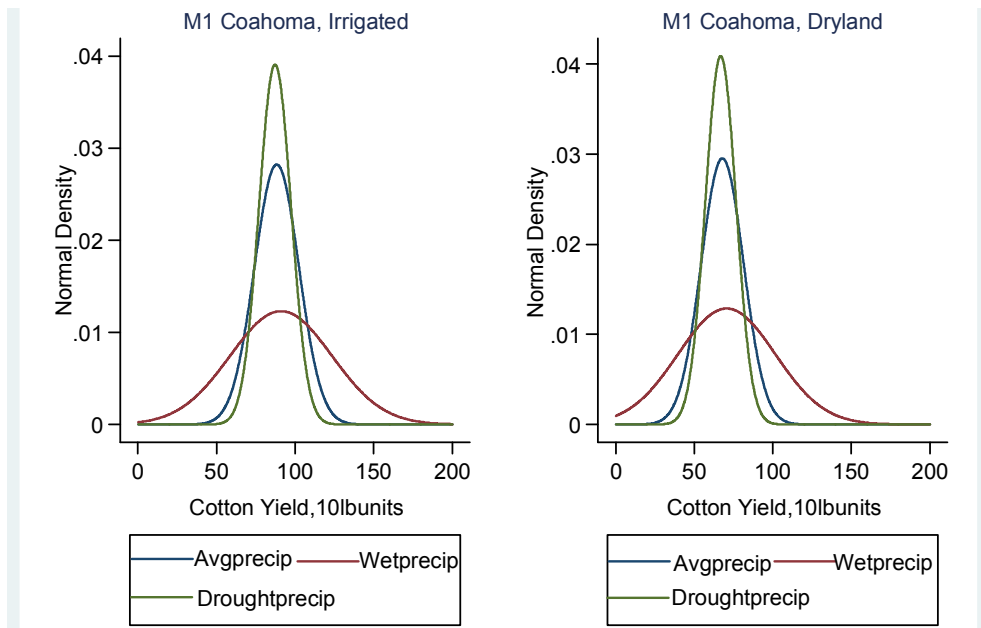 M1 Coahoma, Irrigated
Normal Density
.04
.03
.02
.01
0
0 50 100 150 200
Cotton Yield,10lbunits
Avgprecip Wetprecip
Droughtprecip
M1 Coahoma, Dryland
Normal Density
.04
.03
.02
.01
0
0 50 100 150 200
Cotton Yield,10lbunits
Avgprecip Wetprecip
Droughtprecip